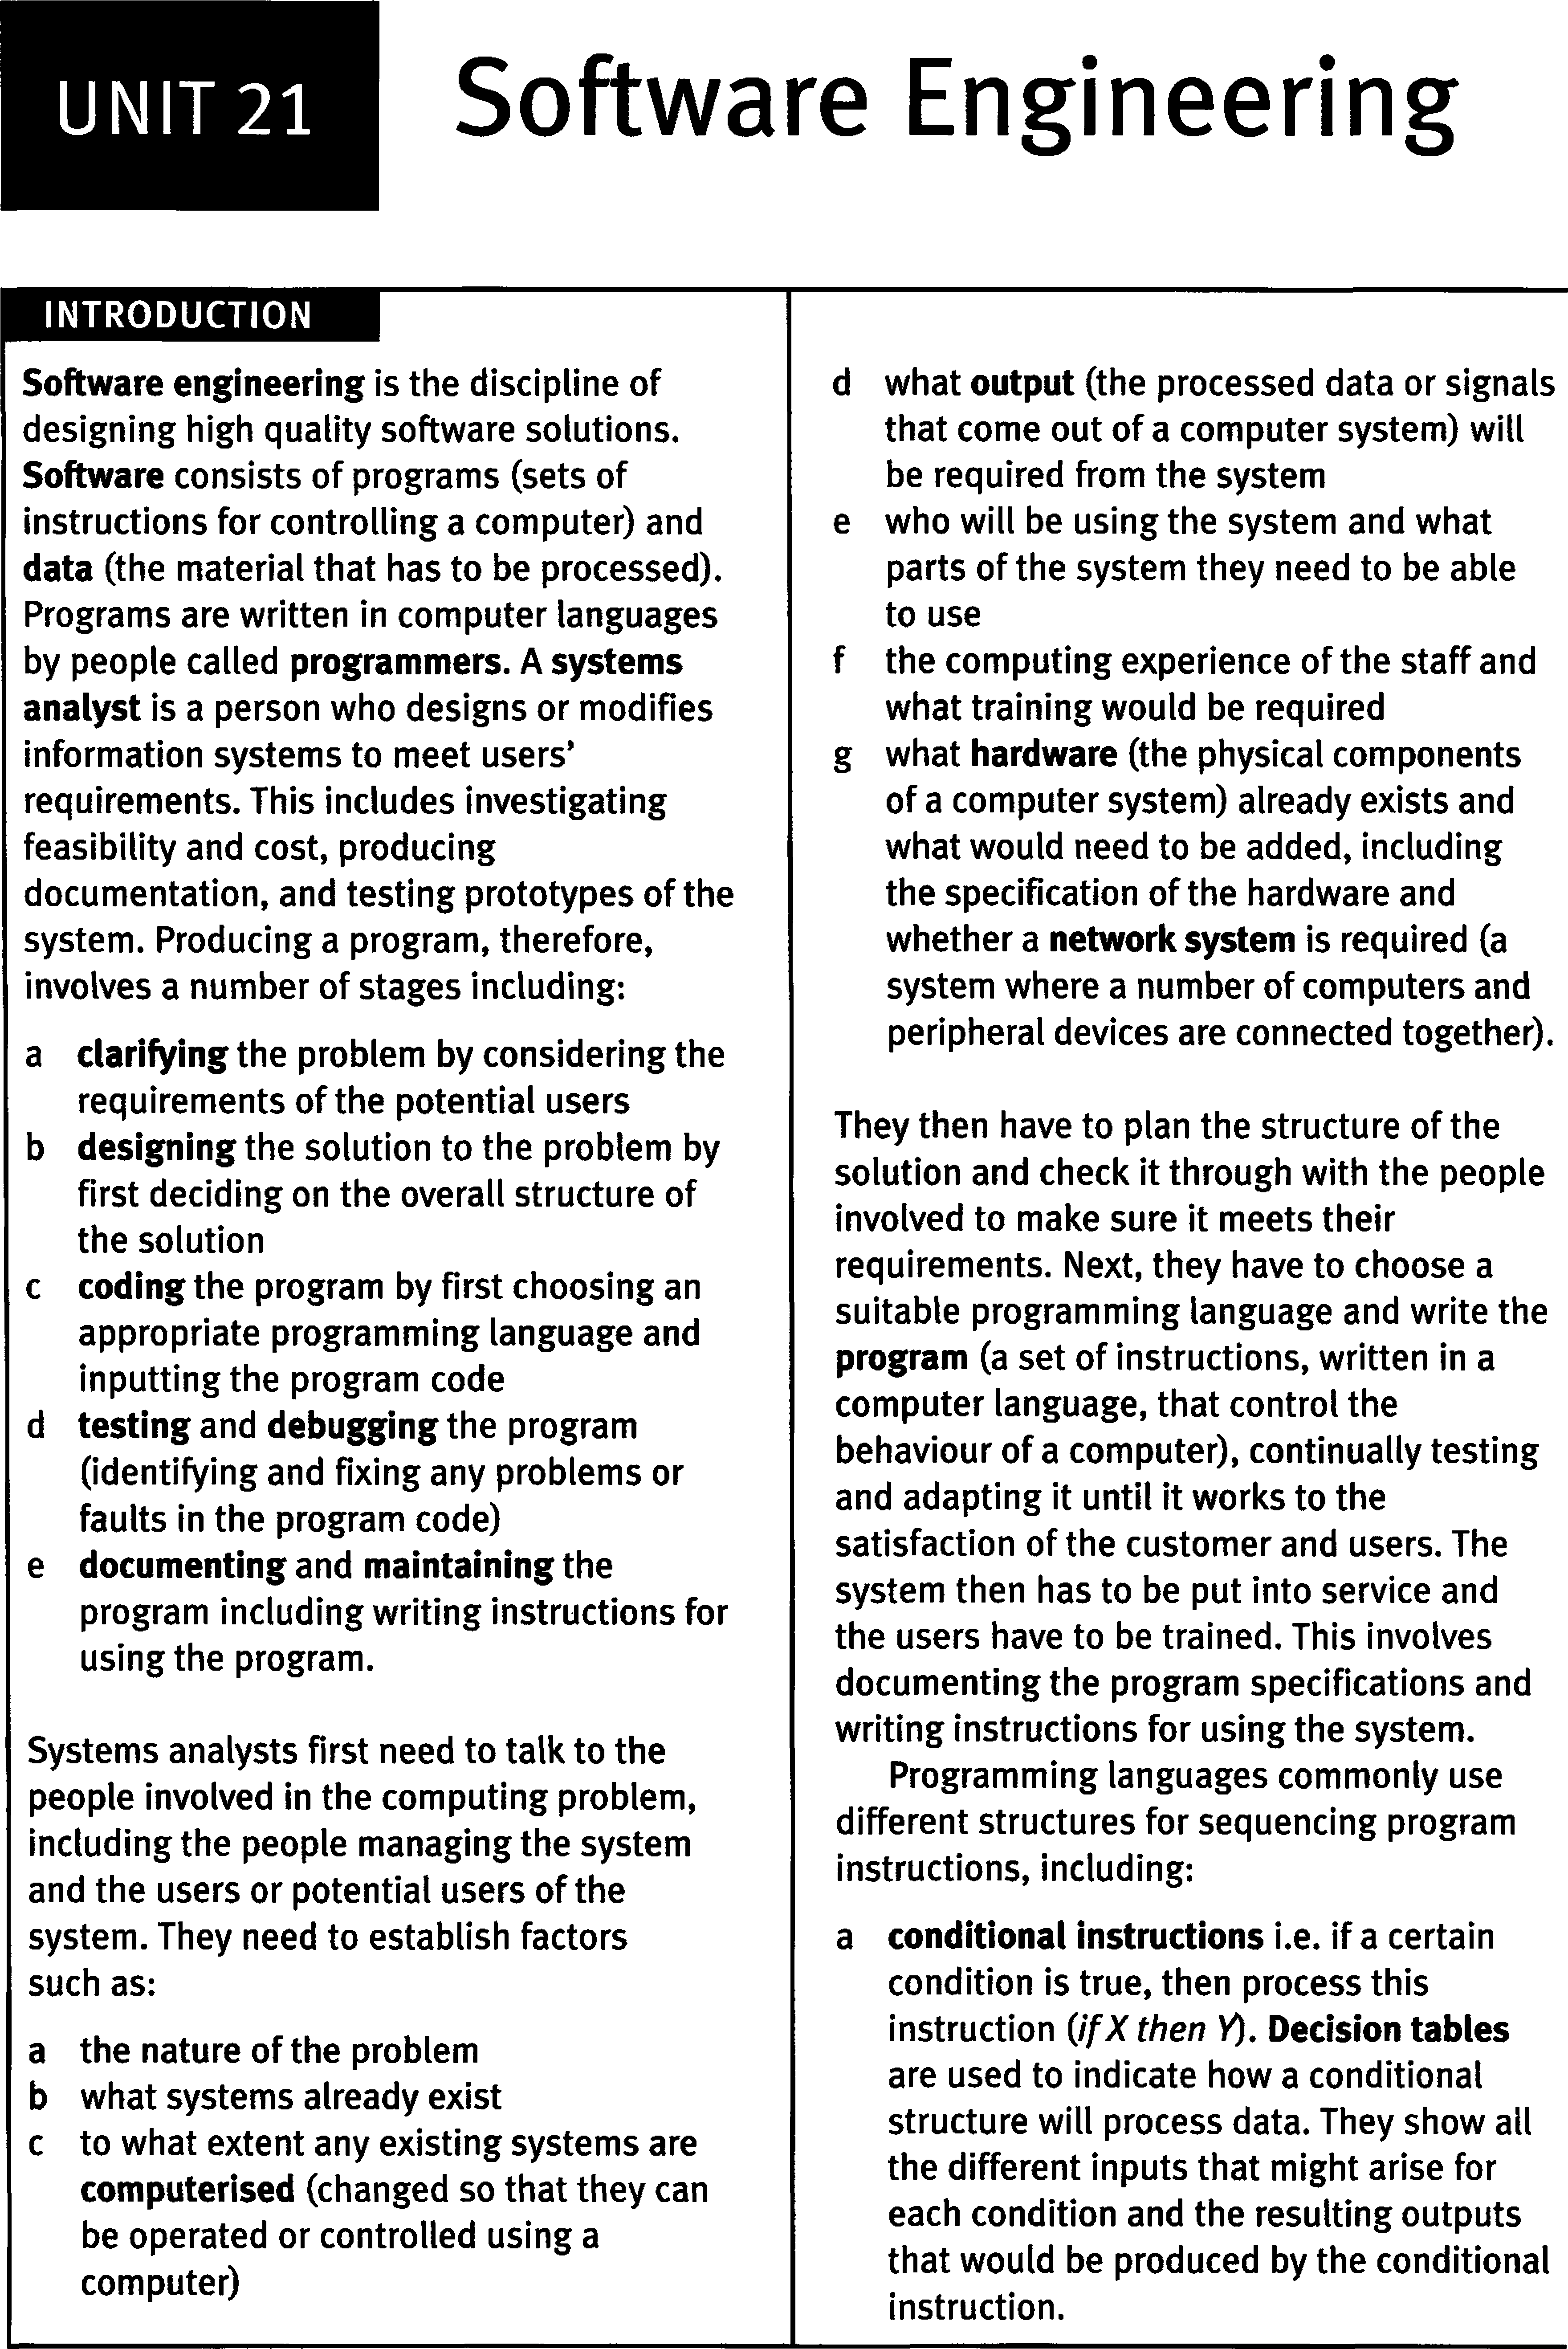 UNIT 21
Software Engineering
INTRODUCTION
Software engineering is the discipline of
designing high quality software solutions.
Software consists of programs (sets of
instructions for controlling a computer) and
data (the material that has to be processed).
Programs are written in computer languages
by people called programmers. A systems
analyst is a person who designs or modifies
information systems to meet users’
requirements. This includes investigating
feasibility and cost, producing
documentation, and testing prototypes of the
system. Producing a program, therefore,
involves a number of stages including:
a clarifying the problem by considering the
requirements of the potential users
b designing the solution to the problem by
first deciding on the overall structure of
the solution
c coding the program by first choosing an
appropriate programming language and
inputting the program code
d testing and debugging the program
(identifying and fixing any problems or
faults in the program code)
e documenting and maintaining the
program including writing instructions for
using the program.
Systems analysts first need to talk to the
people involved in the computing problem,
including the people managing the system
and the users or potential users of the
system. They need to establish factors
such as:
a the nature of the problem
b what systems already exist
c to what extent any existing systems are
computerised (changed so that they can
be operated or controlled using a
computer)
d what output (the processed data or signals
that come out of a computer system) will
be required from the system
e who will be using the system and what
parts of the system they need to be able
to use
f the computing experience of the staff and
what training would be required
g what hardware (the physical components
of a computer system) already exists and
what would need to be added, including
the specification of the hardware and
whether a network system is required (a
system where a number of computers and
peripheral devices are connected together).
They then have to plan the structure of the
solution and check it through with the people
involved to make sure it meets their
requirements. Next, they have to choose a
suitable programming language and write the
program (a set of instructions, written in a
computer language, that control the
behaviour of a computer), continually testing
and adapting it until it works to the
satisfaction of the customer and users. The
system then has to be put into service and
the users have to be trained. This involves
documenting the program specifications and
writing instructions for using the system.
Programming languages commonly use
different structures for sequencing program
instructions, including:
a conditional instructions i.e. if a certain
condition is true, then process this
instruction (if X then Y). Decision tables
are used to indicate how a conditional
structure will process data. They show all
the different inputs that might arise for
each condition and the resulting outputs
that would be produced by the conditional
instruction.